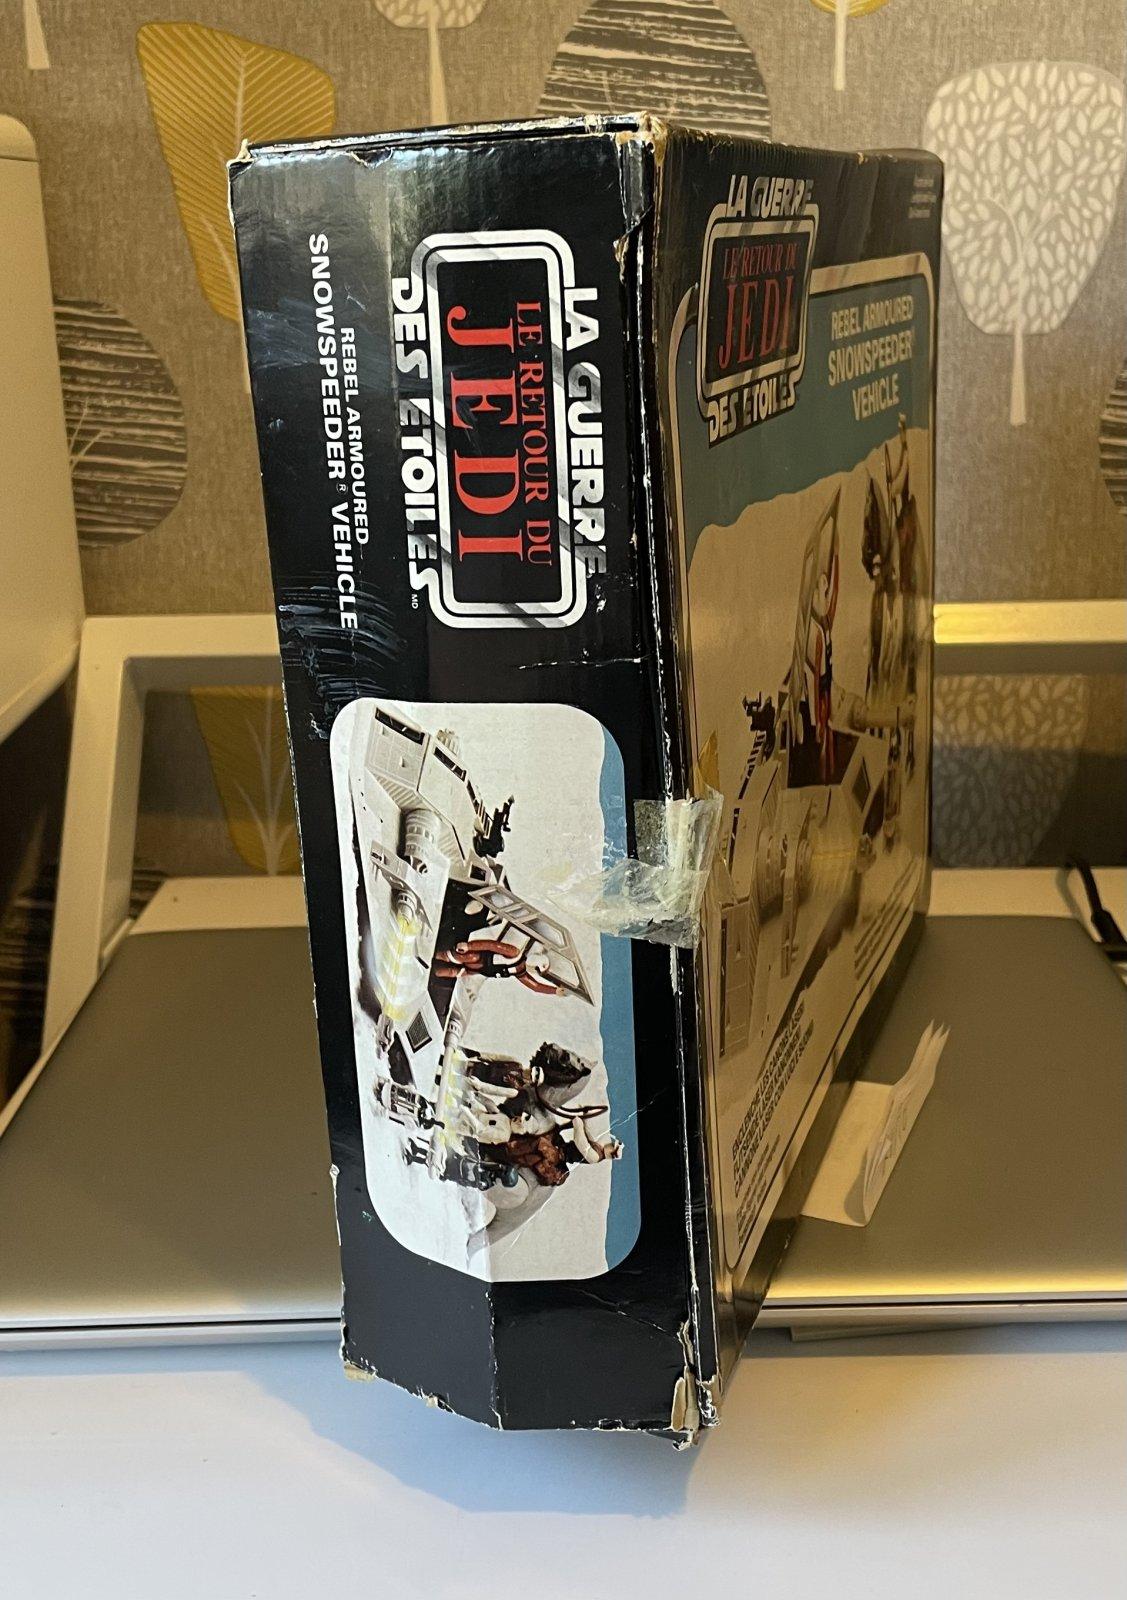 LA GUERRE
LE RETOUR DU
JEDI
DES ETOILES MD
REBEL ARMOURED
SNOWSPEEDER® VEHICLE
LA GUERRE
LE RETOUR DU
JEDI
DES ETOILES
REBEL ARMOURED
SNOWSPEEDER®
VEHICLE